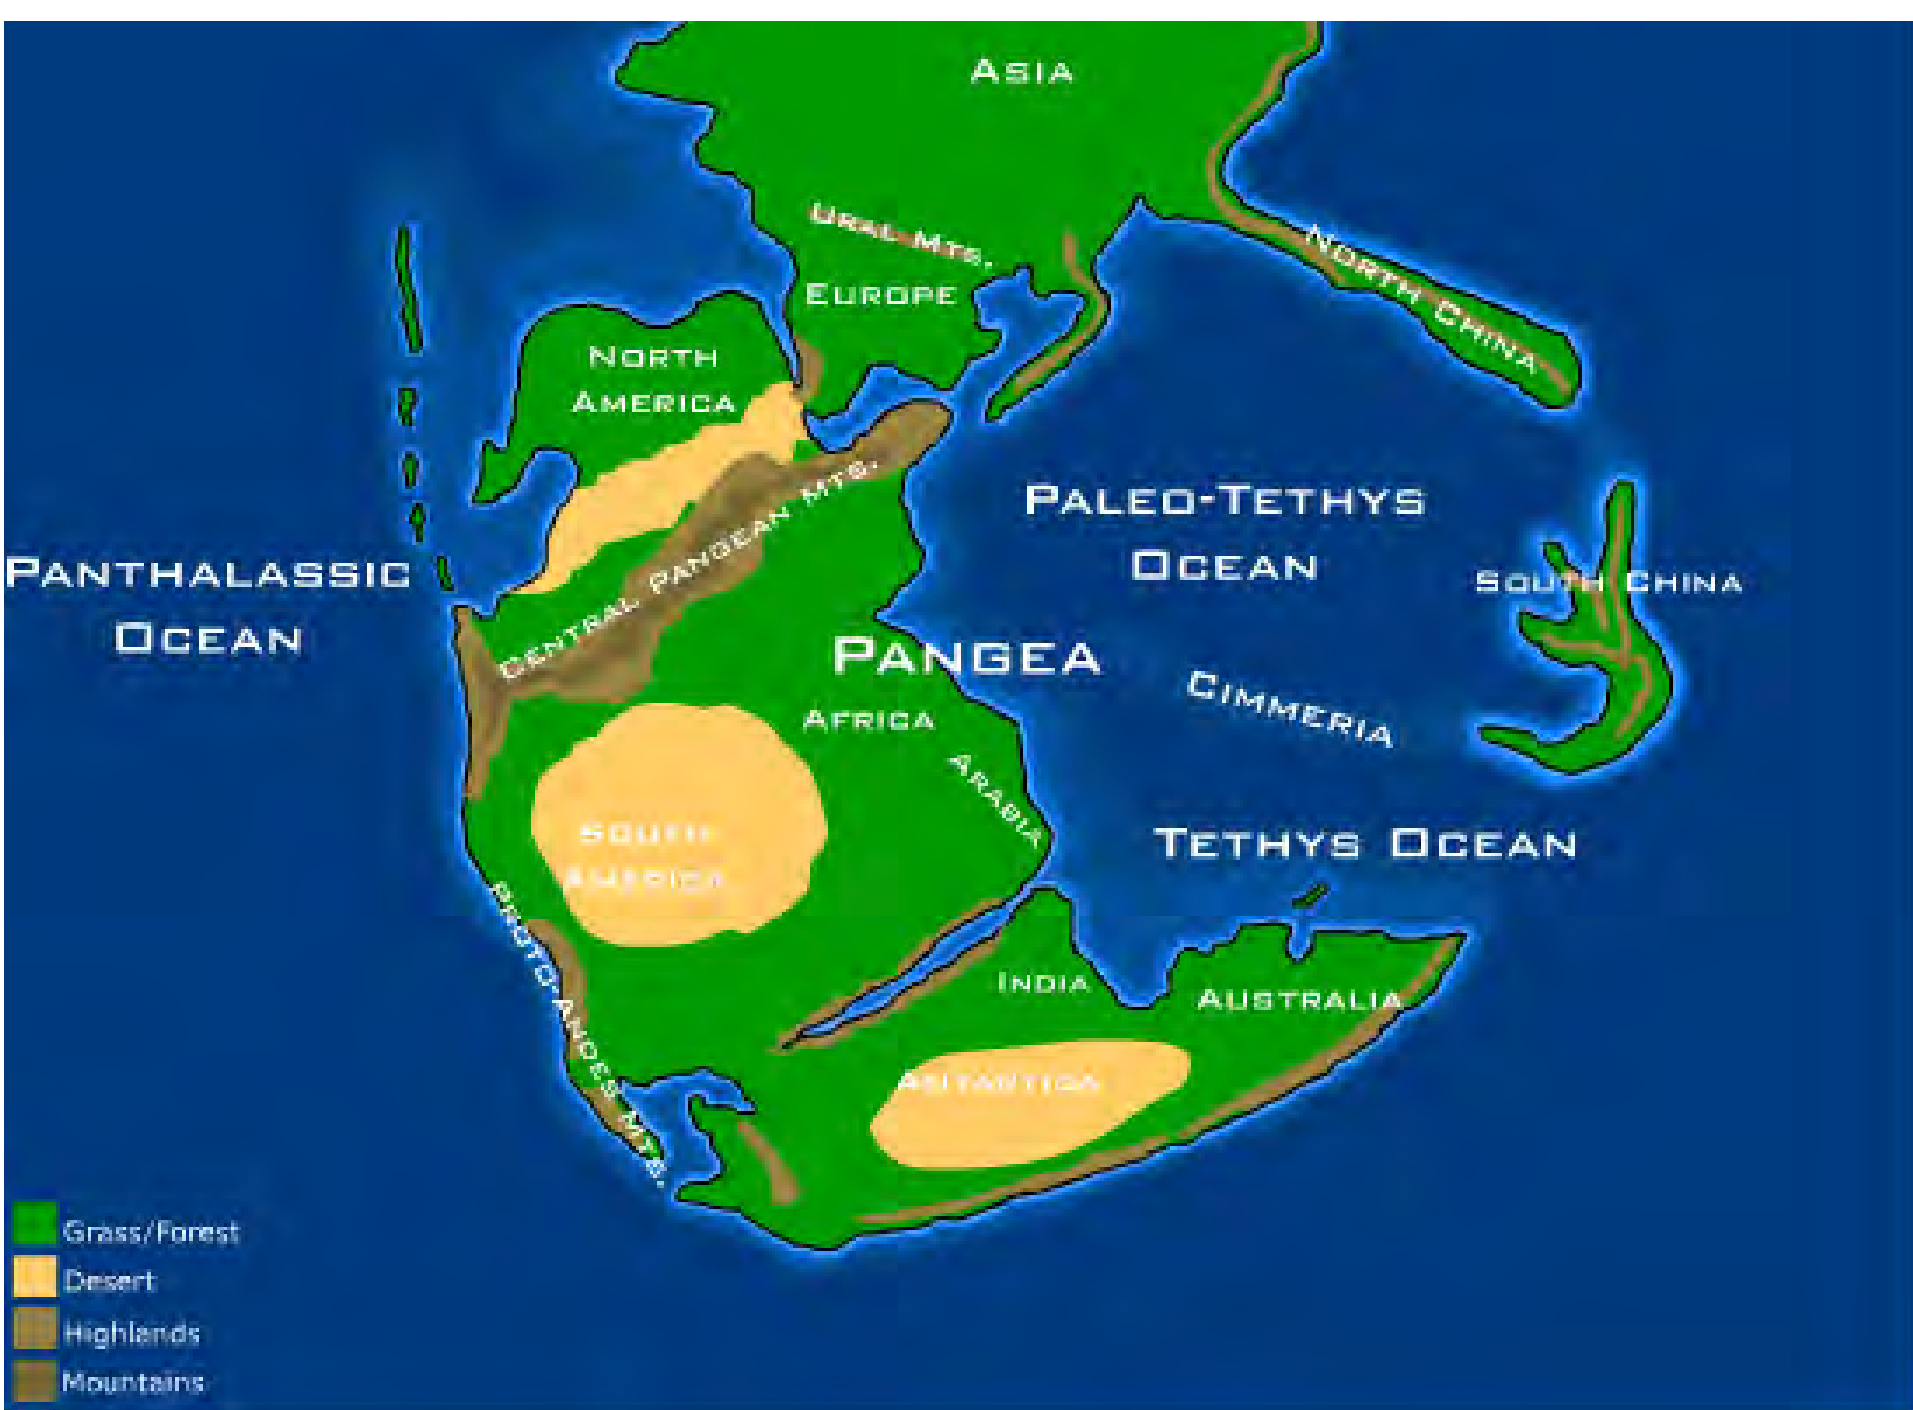 Asia
Ural Mts.
Europe
North China
North
America
Central Pangean Mts.
Paleo-Tethys
Ocean
South China
Panthalassic
Ocean
Pangea
Cimmeria
Africa
Arabia
South
America
Tethys Ocean
Proto-Andes Mts.
India
Australia
Grass/Forest
Desert
Highlands
Mountains